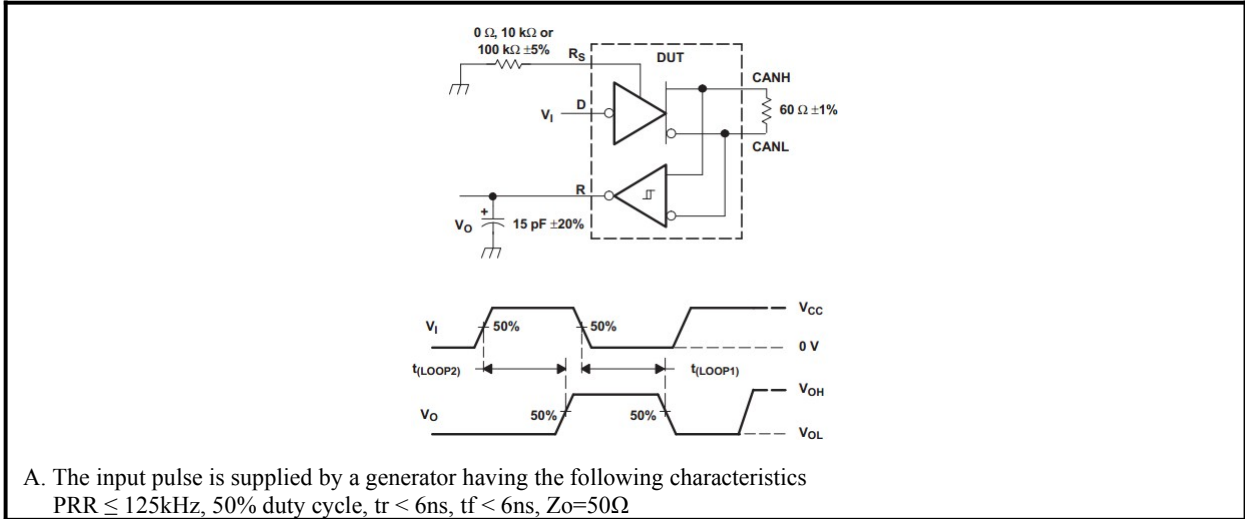 0 Ω, 10 kΩ or
100 kΩ ±5%
RS
DUT
CANH
VI
D
60 Ω ±1%
CANL
R
+
VO
15 pF ±20%
VCC
VI
50%
50%
0 V
t(LOOP2)
t(LOOP1)
VOH
VO
50%
50%
VOL
A. The input pulse is supplied by a generator having the following characteristics
PRR ≤ 125kHz, 50% duty cycle, tr < 6ns, tf < 6ns, Zo=50Ω